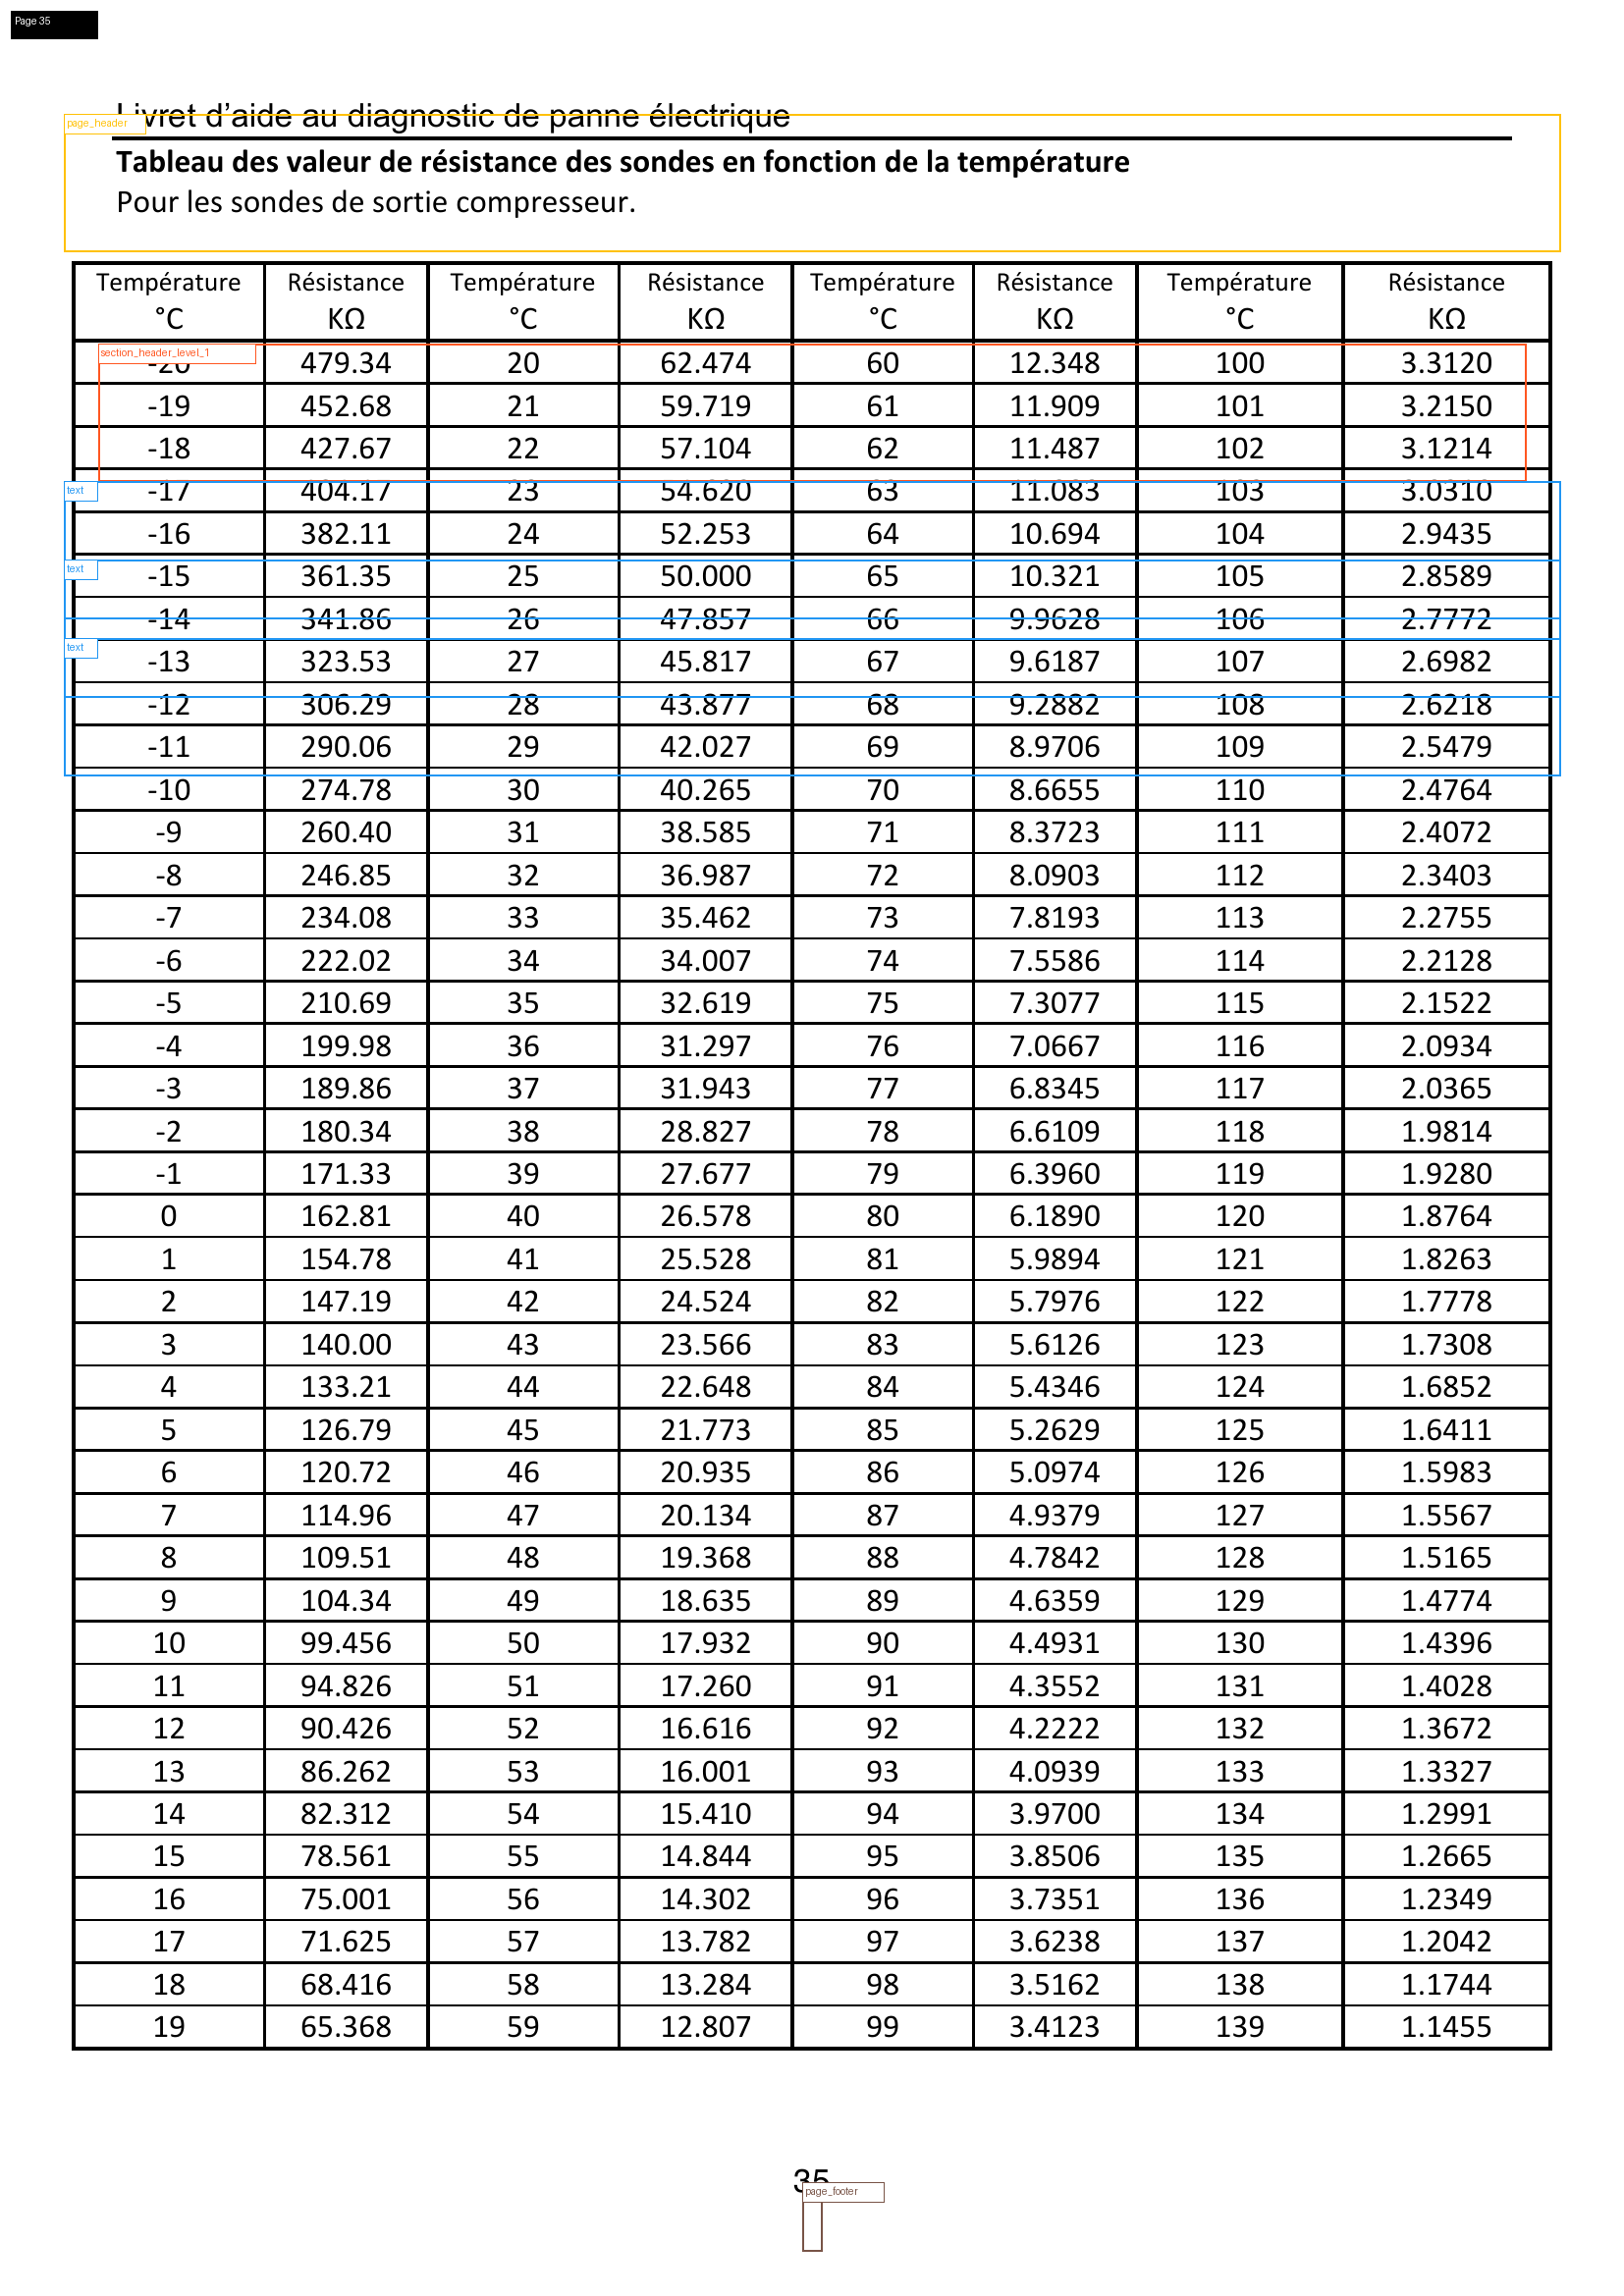 Page 35
Livret d’aide au diagnostic de panne électrique
page_header
Tableau des valeur de résistance des sondes en fonction de la température
Pour les sondes de sortie compresseur.
Température °C Résistance KΩ Température °C Résistance KΩ Température °C Résistance KΩ Température °C Résistance KΩ
section_header_level_1
-20 479.34 20 62.474 60 12.348 100 3.3120
-19 452.68 21 59.719 61 11.909 101 3.2150
-18 427.67 22 57.104 62 11.487 102 3.1214
text
-17 404.17 23 54.620 63 11.083 103 3.0310
-16 382.11 24 52.253 64 10.694 104 2.9435
text
-15 361.35 25 50.000 65 10.321 105 2.8589
-14 341.86 26 47.857 66 9.9628 106 2.7772
text
-13 323.53 27 45.817 67 9.6187 107 2.6982
-12 306.29 28 43.877 68 9.2882 108 2.6218
-11 290.06 29 42.027 69 8.9706 109 2.5479
-10 274.78 30 40.265 70 8.6655 110 2.4764
-9 260.40 31 38.585 71 8.3723 111 2.4072
-8 246.85 32 36.987 72 8.0903 112 2.3403
-7 234.08 33 35.462 73 7.8193 113 2.2755
-6 222.02 34 34.007 74 7.5586 114 2.2128
-5 210.69 35 32.619 75 7.3077 115 2.1522
-4 199.98 36 31.297 76 7.0667 116 2.0934
-3 189.86 37 31.943 77 6.8345 117 2.0365
-2 180.34 38 28.827 78 6.6109 118 1.9814
-1 171.33 39 27.677 79 6.3960 119 1.9280
0 162.81 40 26.578 80 6.1890 120 1.8764
1 154.78 41 25.528 81 5.9894 121 1.8263
2 147.19 42 24.524 82 5.7976 122 1.7778
3 140.00 43 23.566 83 5.6126 123 1.7308
4 133.21 44 22.648 84 5.4346 124 1.6852
5 126.79 45 21.773 85 5.2629 125 1.6411
6 120.72 46 20.935 86 5.0974 126 1.5983
7 114.96 47 20.134 87 4.9379 127 1.5567
8 109.51 48 19.368 88 4.7842 128 1.5165
9 104.34 49 18.635 89 4.6359 129 1.4774
10 99.456 50 17.932 90 4.4931 130 1.4396
11 94.826 51 17.260 91 4.3552 131 1.4028
12 90.426 52 16.616 92 4.2222 132 1.3672
13 86.262 53 16.001 93 4.0939 133 1.3327
14 82.312 54 15.410 94 3.9700 134 1.2991
15 78.561 55 14.844 95 3.8506 135 1.2665
16 75.001 56 14.302 96 3.7351 136 1.2349
17 71.625 57 13.782 97 3.6238 137 1.2042
18 68.416 58 13.284 98 3.5162 138 1.1744
19 65.368 59 12.807 99 3.4123 139 1.1455
35
page_footer